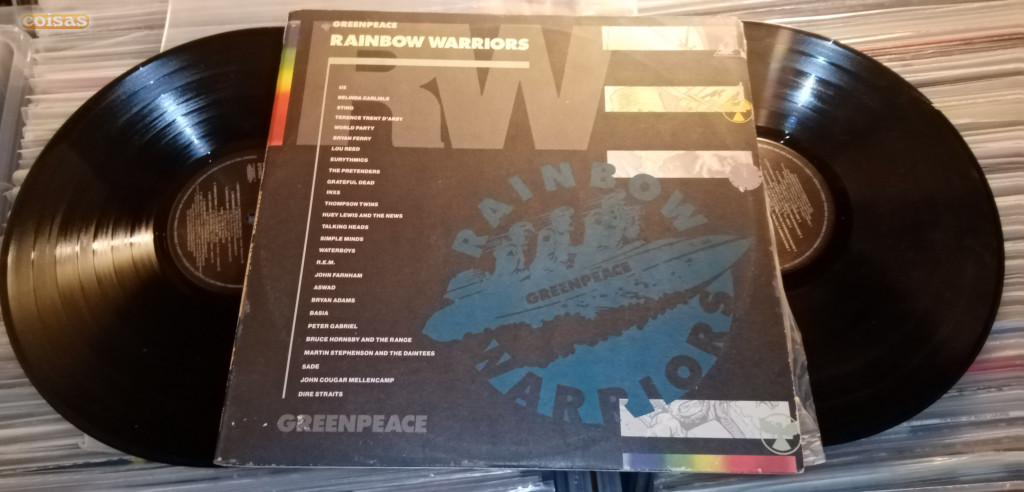 coisas
GREENPEACE
RAINBOW WARRIORS
RW
U2
BELINDA CARLISLE
STING
TERENCE TRENT D'ARBY
WORLD PARTY
BRYAN FERRY
LOU REED
EURYTHMICS
THE PRETENDERS
GRATEFUL DEAD
INXS
THOMPSON TWINS
HUEY LEWIS AND THE NEWS
TALKING HEADS
SIMPLE MINDS
WATERBOYS
R.E.M.
JOHN FARNHAM
ASWAD
BRYAN ADAMS
BASIA
PETER GABRIEL
BRUCE HORNSBY AND THE RANGE
MARTIN STEPHENSON AND THE DAINTEES
SADE
JOHN COUGAR MELLENCAMP
DIRE STRAITS
GREENPEACE
RAINBOW
GREENPEACE
WARRIORS